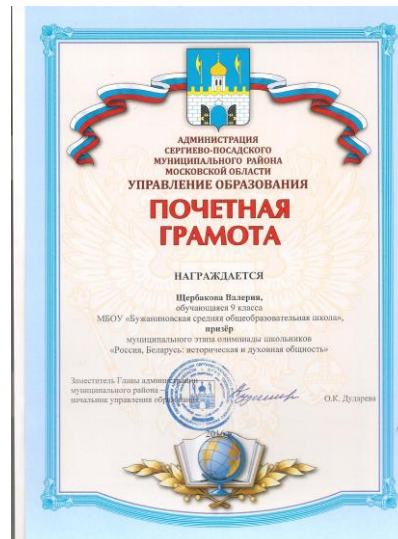 АДМИНИСТРАЦИЯ
СЕРГИЕВО-ПОСАДСКОГО
МУНИЦИПАЛЬНОГО РАЙОНА
МОСКОВСКОЙ ОБЛАСТИ
УПРАВЛЕНИЕ ОБРАЗОВАНИЯ
ПОЧЕТНАЯ
ГРАМОТА
НАГРАЖДАЕТСЯ
Щербакова Валерия,
обучающаяся 9 класса
МБОУ «Бужаниновская средняя общеобразовательная школа»,
призёр
муниципального этапа олимпиады школьников
«Россия, Беларусь: историческая и духовная общность»
Заместитель Главы администрации
муниципального района –
начальник управления образования
О.К. Дударева